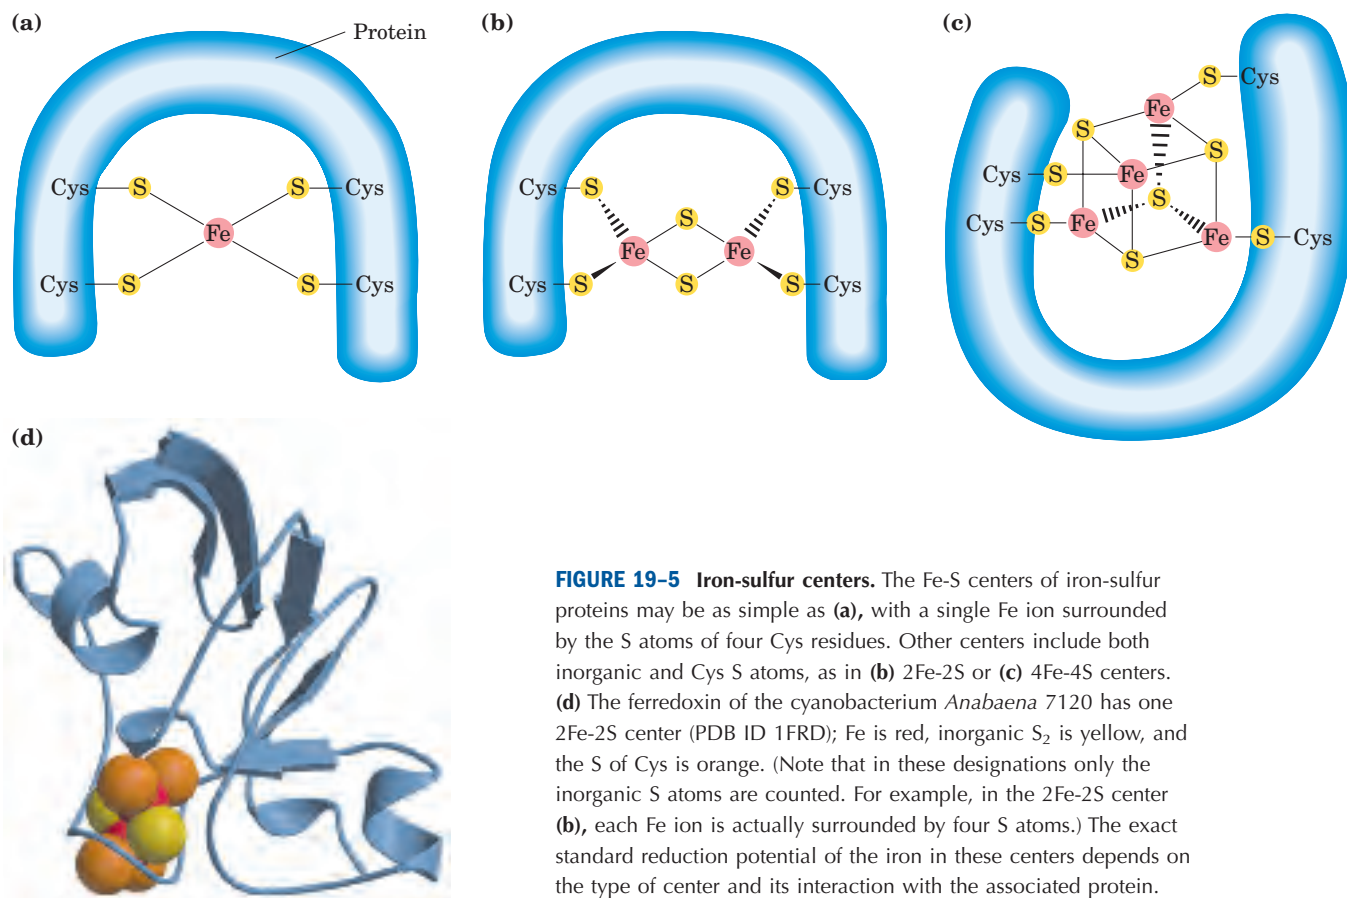 (a)
Protein
Cys S S Cys
Fe
Cys S S Cys
(b)
Cys S S Cys
S
Fe Fe
Cys S S S Cys
(c)
S Cys
Fe
S
S
Cys S Fe
S
Cys S Fe
Fe S Cys
S
(d)
FIGURE 19–5 Iron-sulfur centers. The Fe-S centers of iron-sulfur
proteins may be as simple as (a), with a single Fe ion surrounded
by the S atoms of four Cys residues. Other centers include both
inorganic and Cys S atoms, as in (b) 2Fe-2S or (c) 4Fe-4S centers.
(d) The ferredoxin of the cyanobacterium Anabaena 7120 has one
2Fe-2S center (PDB ID 1FRD); Fe is red, inorganic S₂ is yellow, and
the S of Cys is orange. (Note that in these designations only the
inorganic S atoms are counted. For example, in the 2Fe-2S center
(b), each Fe ion is actually surrounded by four S atoms.) The exact
standard reduction potential of the iron in these centers depends on
the type of center and its interaction with the associated protein.